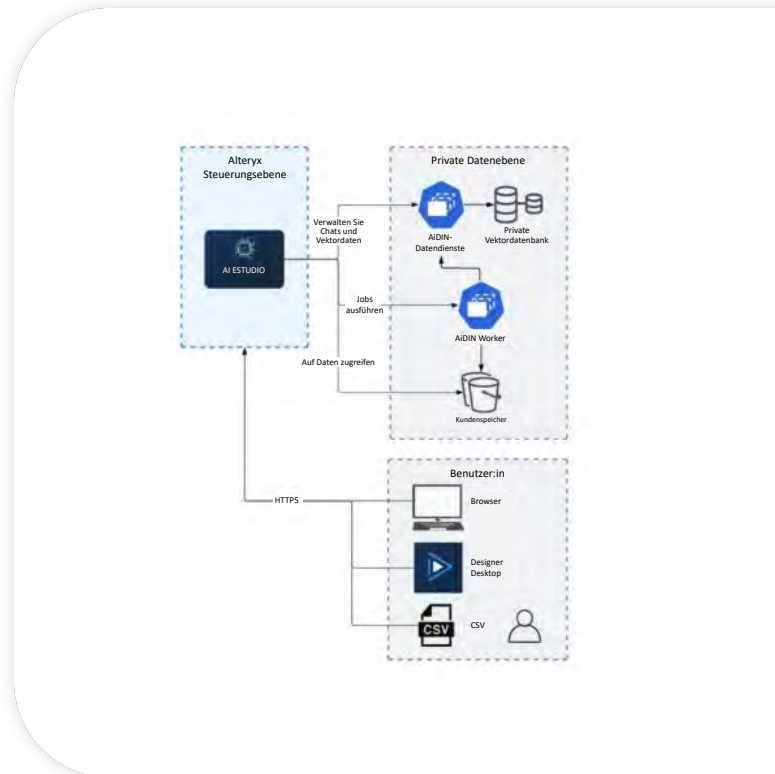 Alteryx
Steuerungsebene
AI ESTUDIO
Private Datenebene
Verwalten Sie
Chats und
Vektordaten
AiDIN-
Datendienste
Private
Vektordatenbank
Jobs
ausführen
AiDIN Worker
Auf Daten zugreifen
Kundenspeicher
Benutzer:in
HTTPS
Browser
Designer
Desktop
CSV
CSV